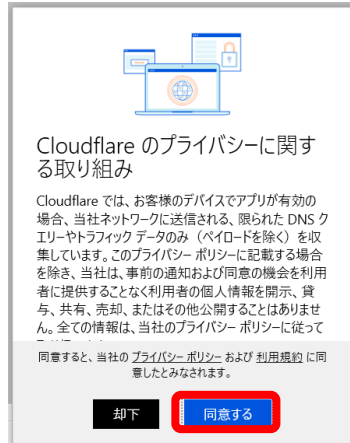 Cloudflare のプライバシーに関す
る取り組み
Cloudflare では、お客様のデバイスでアプリが有効の
場合、当社ネットワークに送信される、限られた DNS ク
エリーやトラフィック データのみ（ペイロードを除く）を収
集しています。このプライバシー ポリシーに記載する場合
を除き、当社は、事前の通知および同意の機会を利用
者に提供することなく利用者の個人情報を開示、貸
与、共有、売却、またはその他公開することはありませ
ん。全ての情報は、当社のプライバシー ポリシーに従って
同意すると、当社の プライバシー ポリシー および 利用規約 に同
意したとみなされます。
却下
同意する